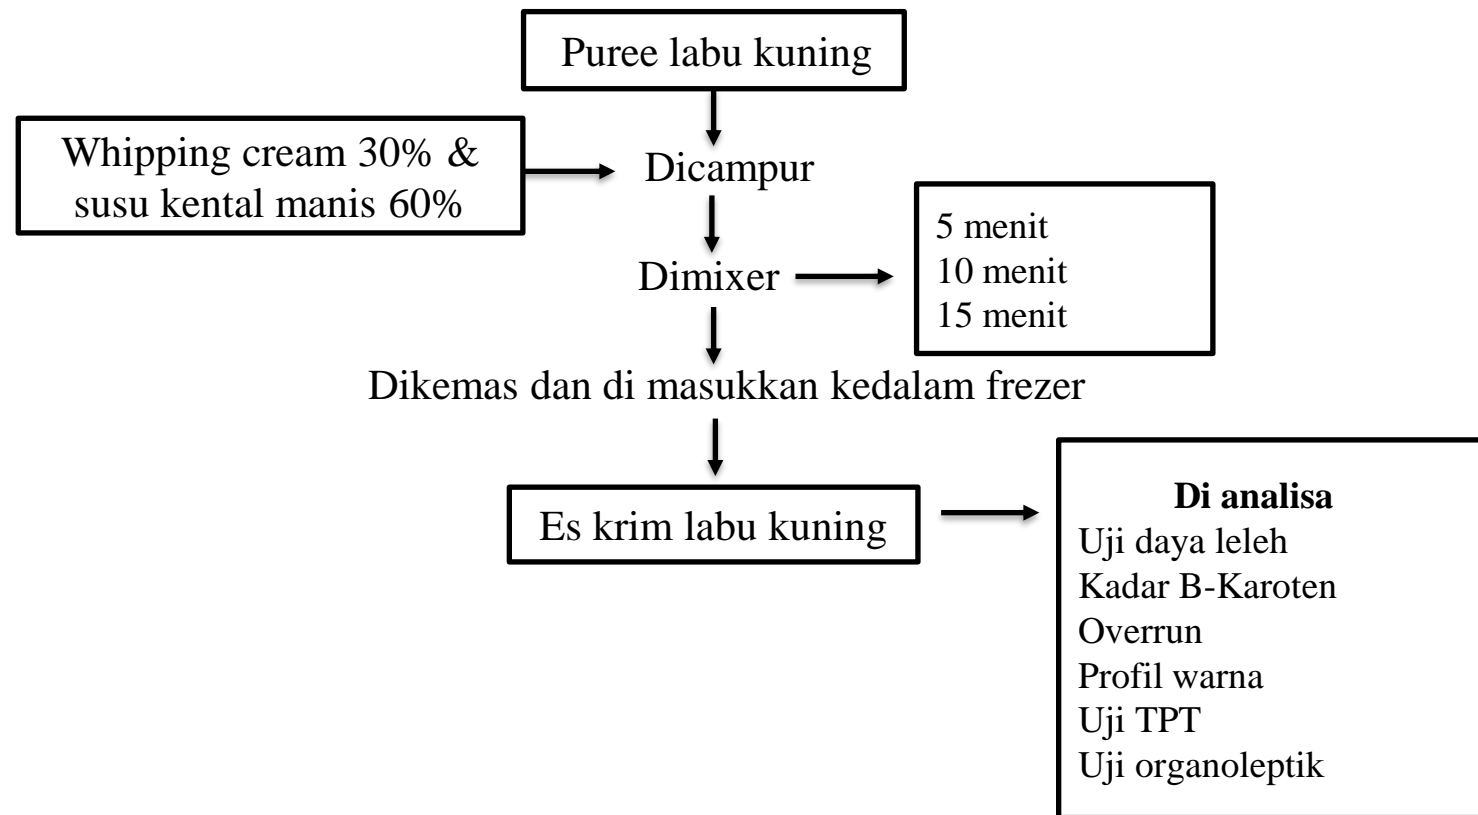 Puree labu kuning
Whipping cream 30% &
susu kental manis 60%
Dicampur
Dimixer
5 menit
10 menit
15 menit
Dikemas dan di masukkan kedalam frezer
Es krim labu kuning
Di analisa
Uji daya leleh
Kadar B-Karoten
Overrun
Profil warna
Uji TPT
Uji organoleptik